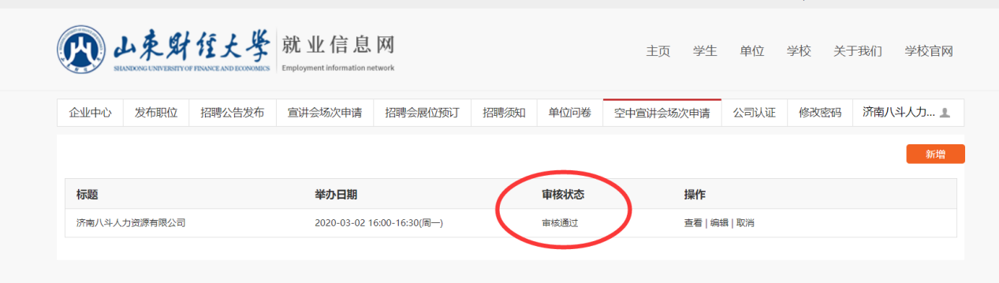 山东财经大学
SHANDONG UNIVERSITY OF FINANCE AND ECONOMICS
就业信息网
Employment information network
主页 学生 单位 学校 关于我们 学校官网
企业中心 发布职位 招聘公告发布 宣讲会场次申请 招聘会展位预订 招聘须知 单位问卷 空中宣讲会场次申请 公司认证 修改密码 济南八斗人力...
新增
标题 举办日期 审核状态 操作
济南八斗人力资源有限公司 2020-03-02 16:00-16:30(周一) 审核通过 查看 | 编辑 | 取消